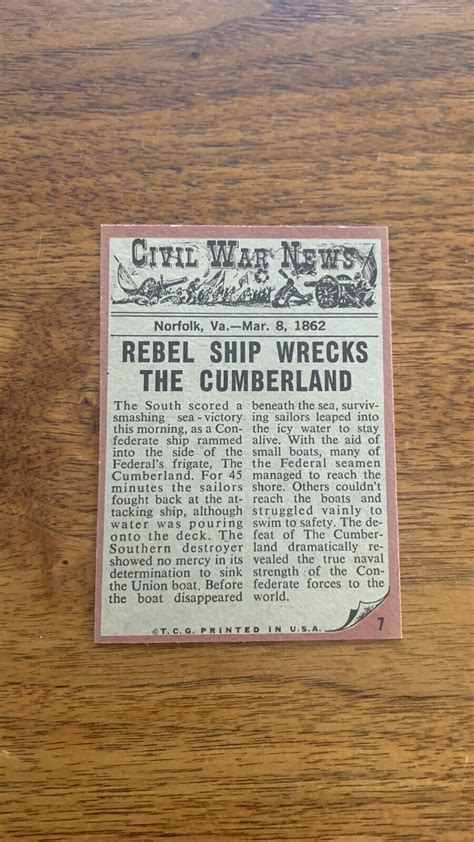 CIVIL WAR NEWS
Norfolk, Va.—Mar. 8, 1862
REBEL SHIP WRECKS
THE CUMBERLAND
The South scored a
smashing sea-victory
this morning, as a Con-
federate ship rammed
into the side of the
Federal's frigate, The
Cumberland. For 45
minutes the sailors
fought back at the at-
tacking ship, although
water was pouring
onto the deck. The
Southern destroyer
showed no mercy in its
determination to sink
the Union boat. Before
the boat disappeared
beneath the sea, surviv-
ing sailors leaped into
the icy water to stay
alive. With the aid of
small boats, many of
the Federal seamen
managed to reach the
shore. Others couldn't
reach the boats and
struggled vainly to
swim to safety. The de-
feat of The Cumber-
land dramatically re-
vealed the true naval
strength of the Con-
federate forces to the
world.
©T.C.G. PRINTED IN U.S.A.
7